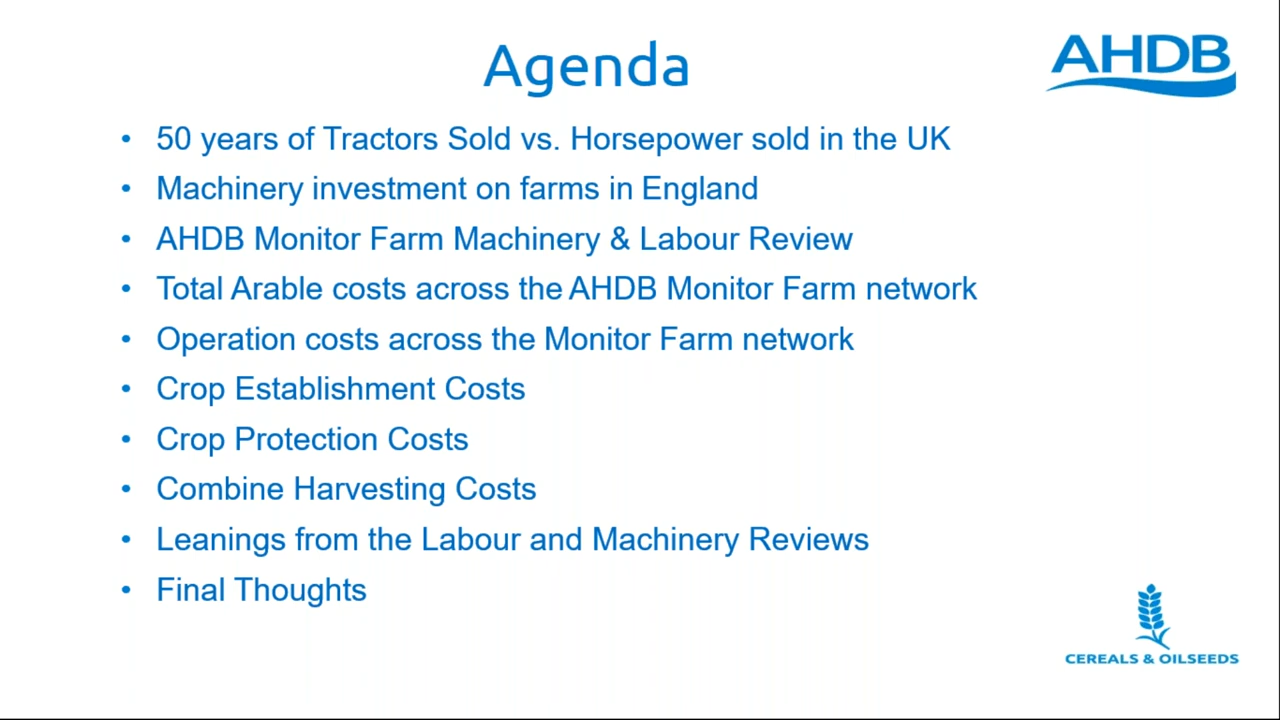 Agenda
AHDB
• 50 years of Tractors Sold vs. Horsepower sold in the UK
• Machinery investment on farms in England
• AHDB Monitor Farm Machinery & Labour Review
• Total Arable costs across the AHDB Monitor Farm network
• Operation costs across the Monitor Farm network
• Crop Establishment Costs
• Crop Protection Costs
• Combine Harvesting Costs
• Leanings from the Labour and Machinery Reviews
• Final Thoughts
CEREALS & OILSEEDS